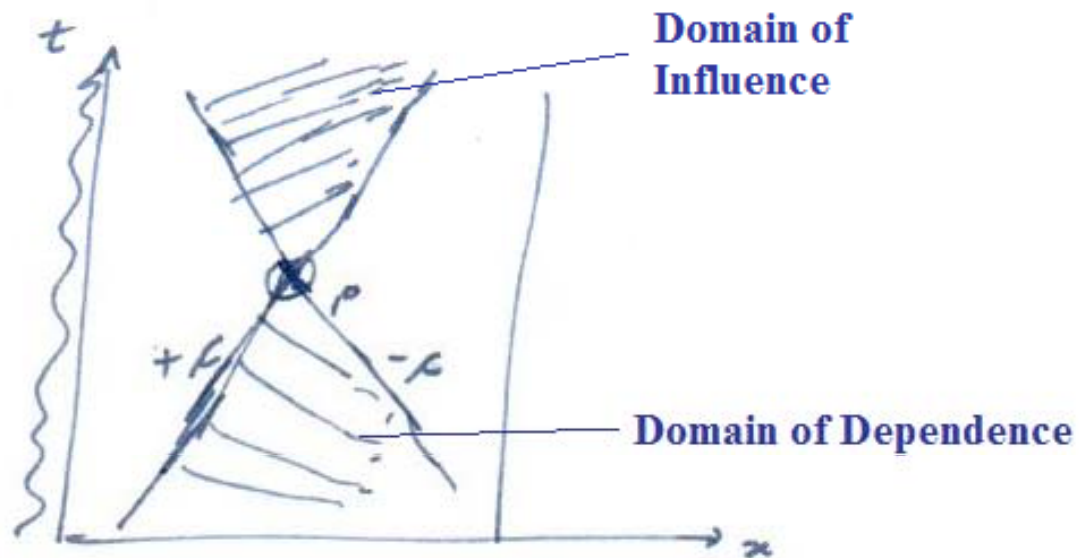 t
Domain of
Influence
P
+c
-c
Domain of Dependence
x